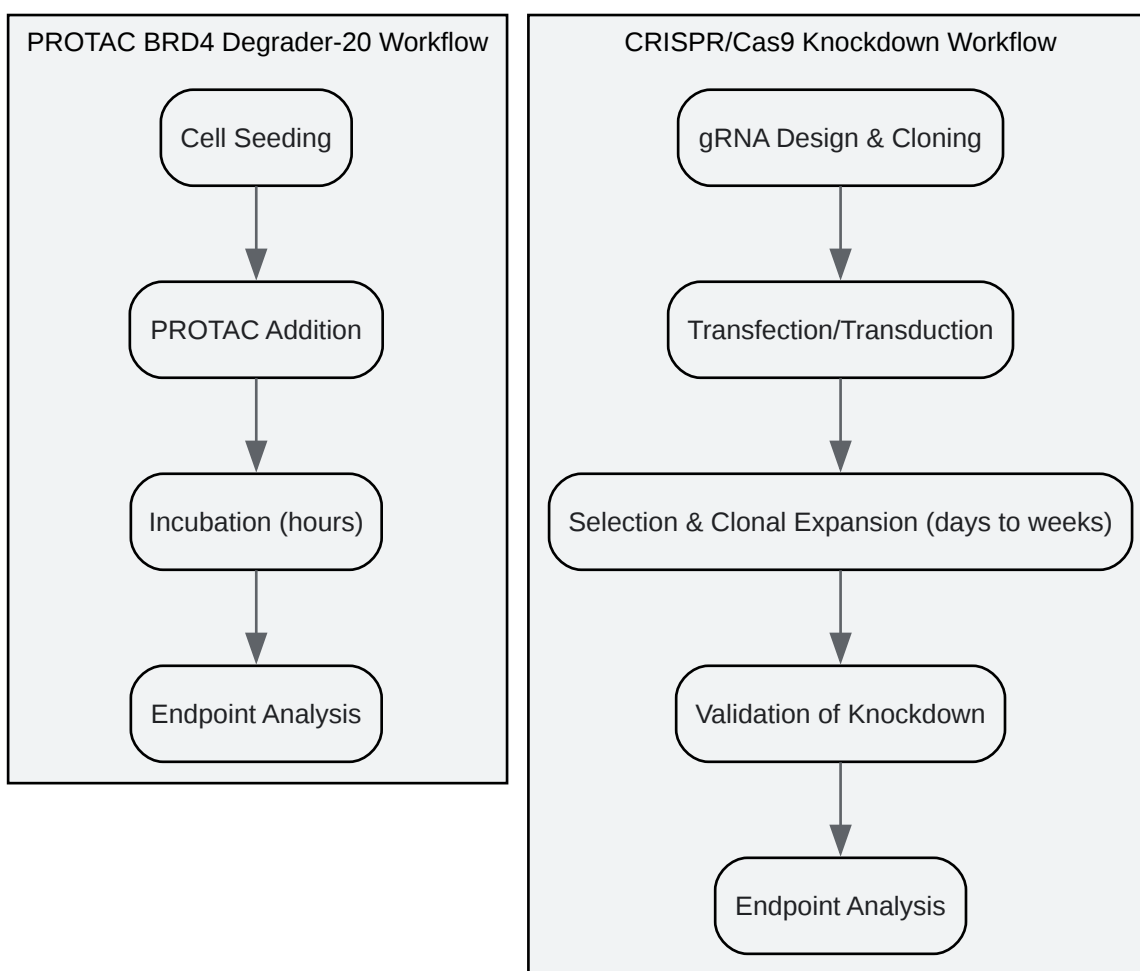 PROTAC BRD4 Degrader-20 Workflow
Cell Seeding
PROTAC Addition
Incubation (hours)
Endpoint Analysis
CRISPR/Cas9 Knockdown Workflow
gRNA Design & Cloning
Transfection/Transduction
Selection & Clonal Expansion (days to weeks)
Validation of Knockdown
Endpoint Analysis